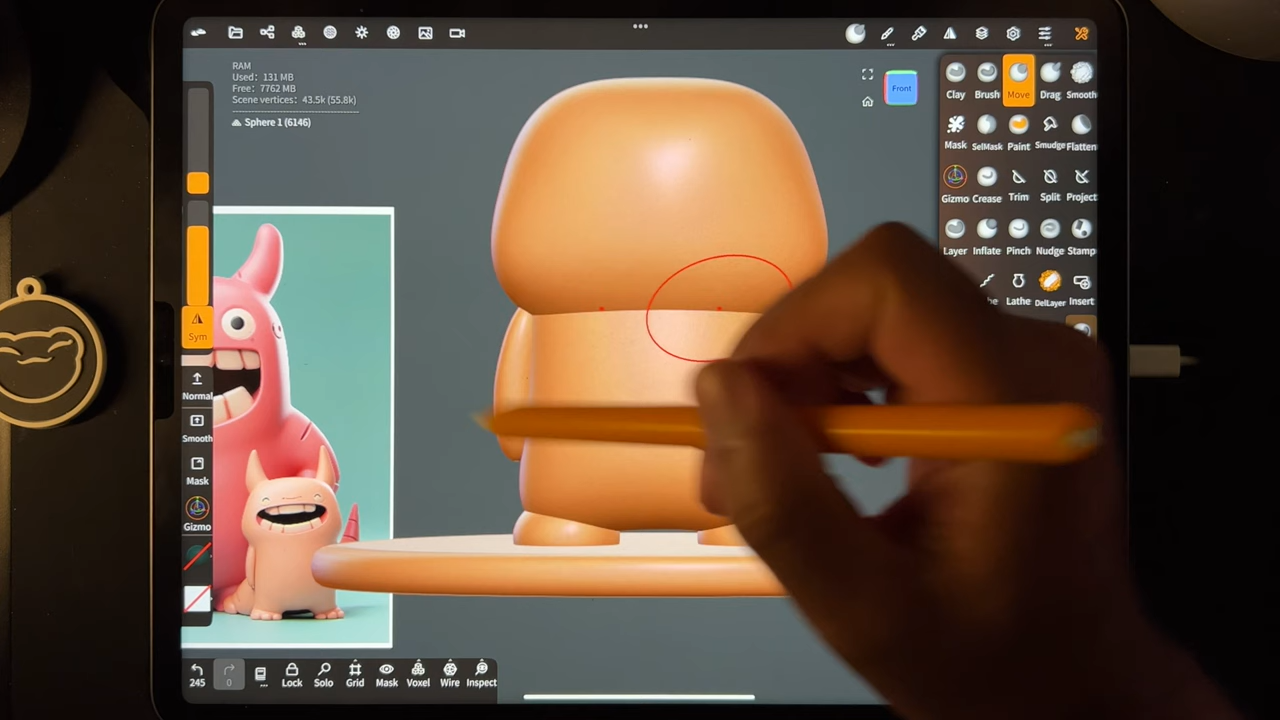 RAM
Used: 131 MB
Free: 7762 MB
Scene vertices: 43.5k (55.8k)
Sphere 1 (6146)
Front
Clay Brush Move Drag Smooth
Mask SelMask Paint Smudge Flatten
Gizmo Crease Trim Split Project
Layer Inflate Pinch Nudge Stamp
Lathe DelLayer Insert
Sym
Normal
Smooth
Mask
Gizmo
245 0 Lock Solo Grid Mask Voxel Wire Inspect